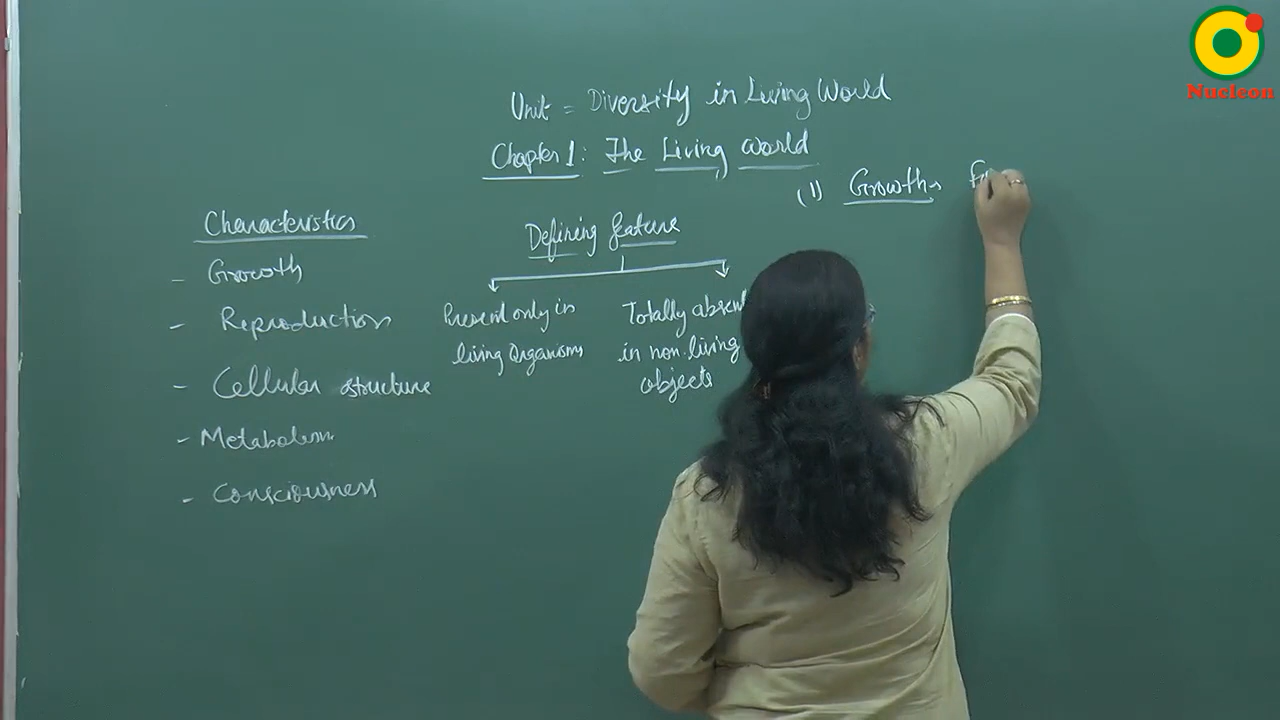 Nucleon
Unit = Diversity in Living World
Chapter 1: The Living World
(1) Growth
Characteristics
- Growth
- Reproduction
- Cellular structure
- Metabolism
- Consciousness
Defining feature
Present only in
living Organisms
Totally absent
in non-living
objects